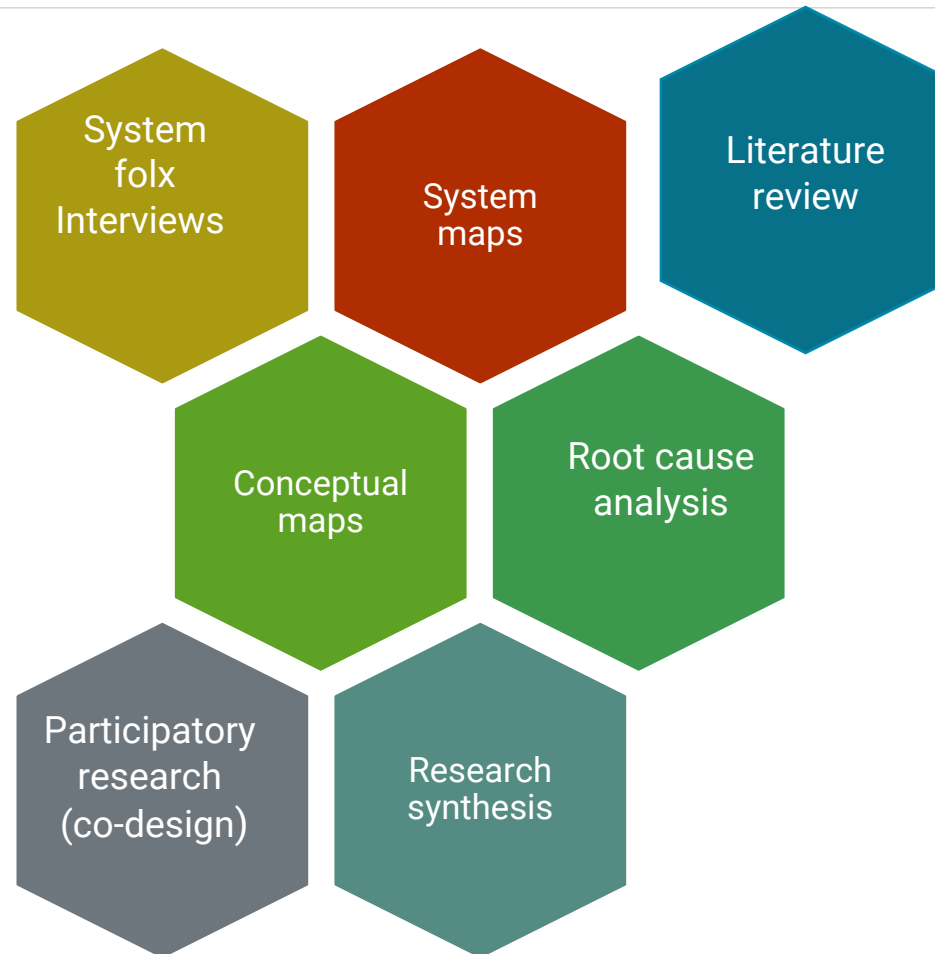 System
folx
Interviews
System
maps
Literature
review
Conceptual
maps
Root cause
analysis
Participatory
research
(co-design)
Research
synthesis